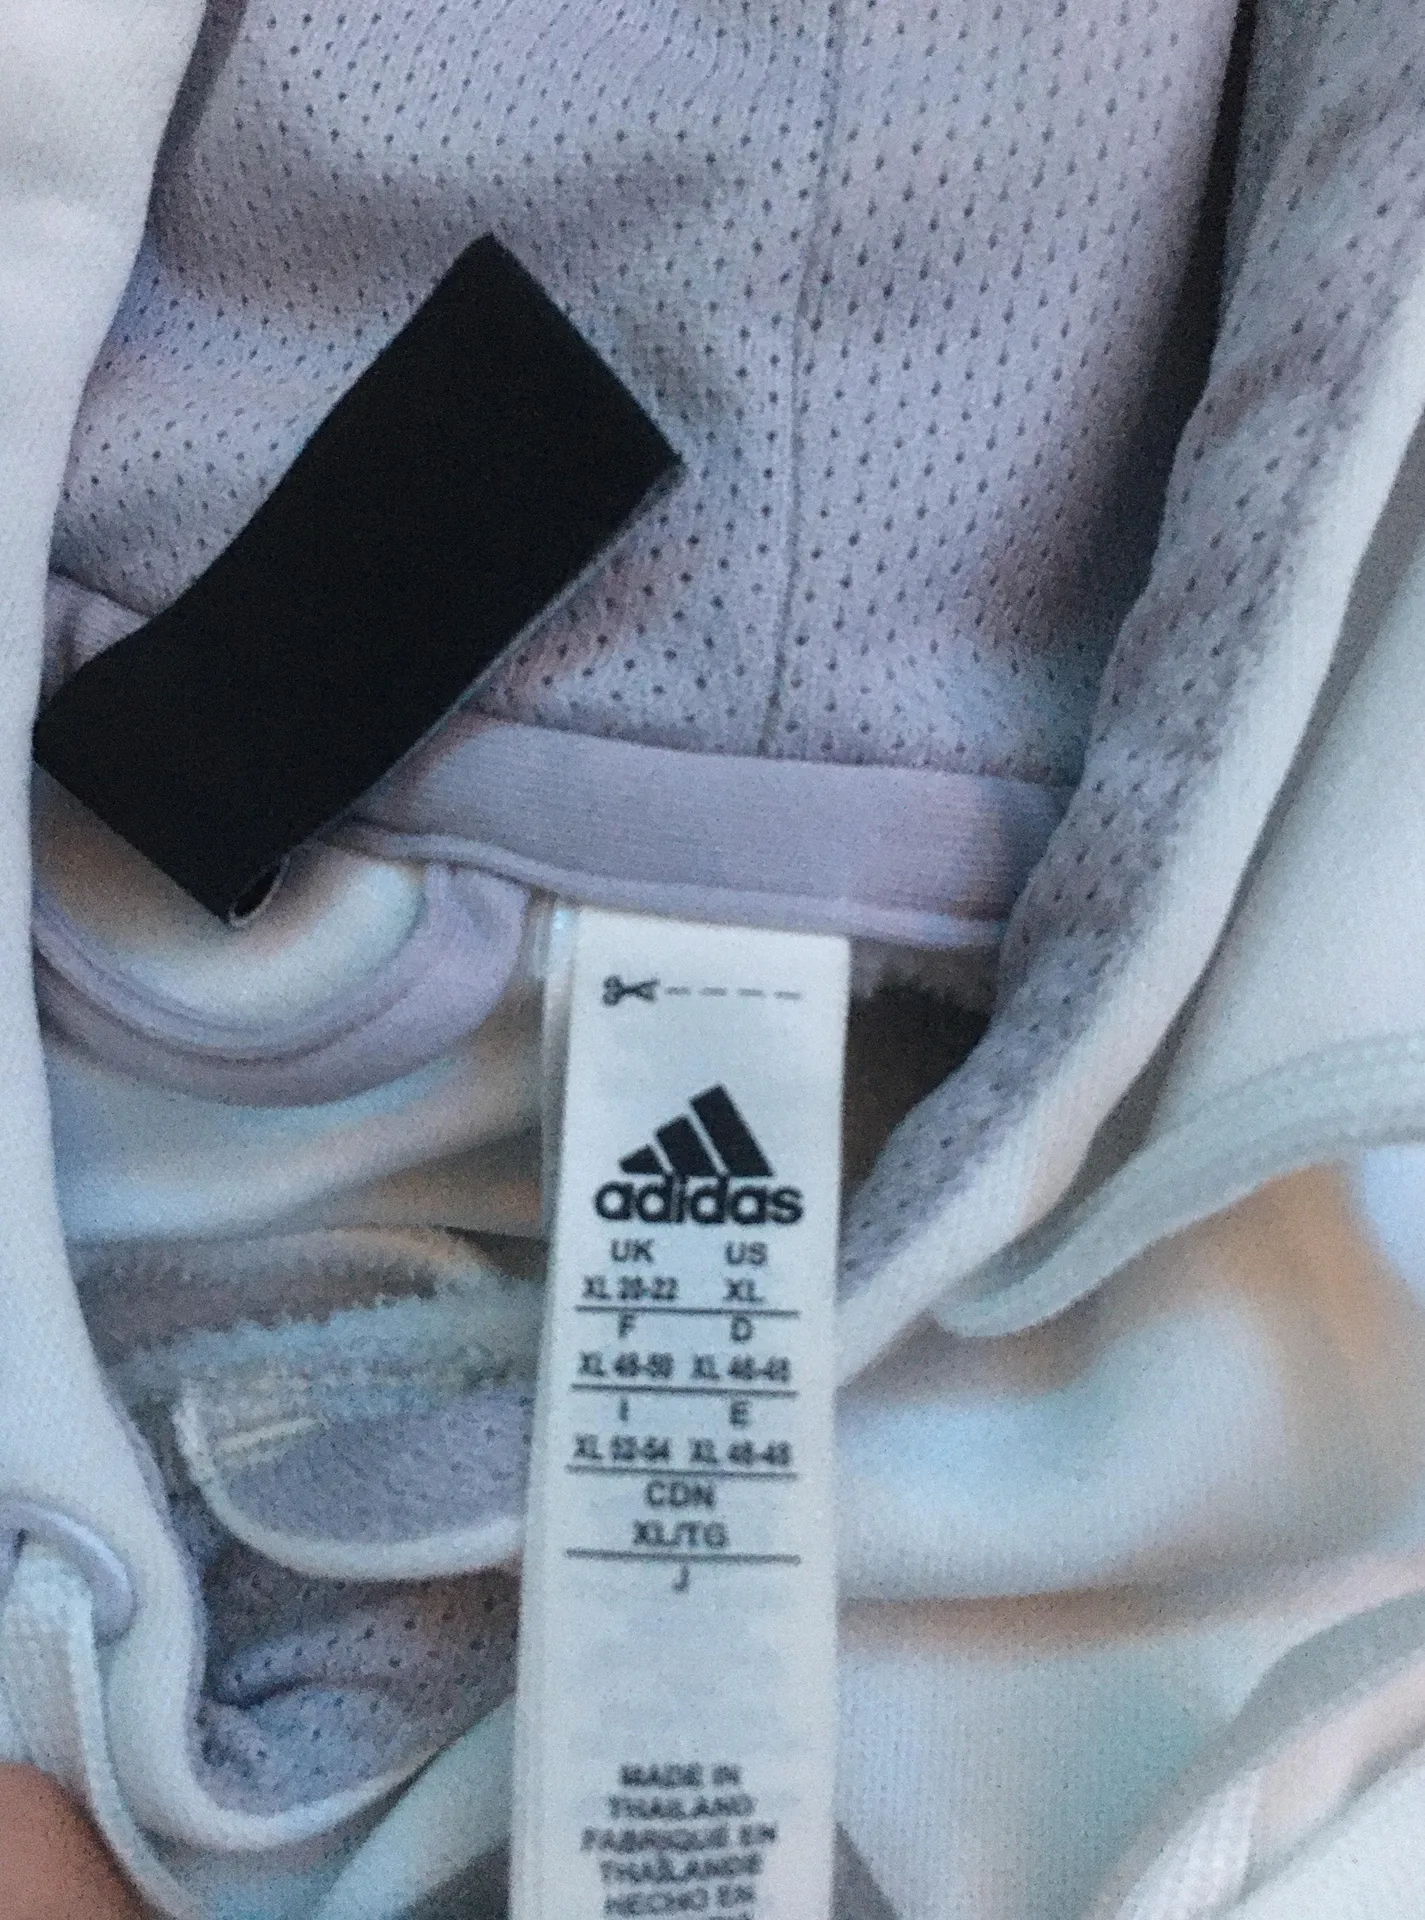 adidas
UK US
XL 20-22 XL
F D
XL 48-50 XL 46-48
I E
XL 52-54 XL 46-48
CDN
XL/TG
J
MADE IN
THAILAND
FABRIQUÉ EN
THAÏLANDE
HECHO EN